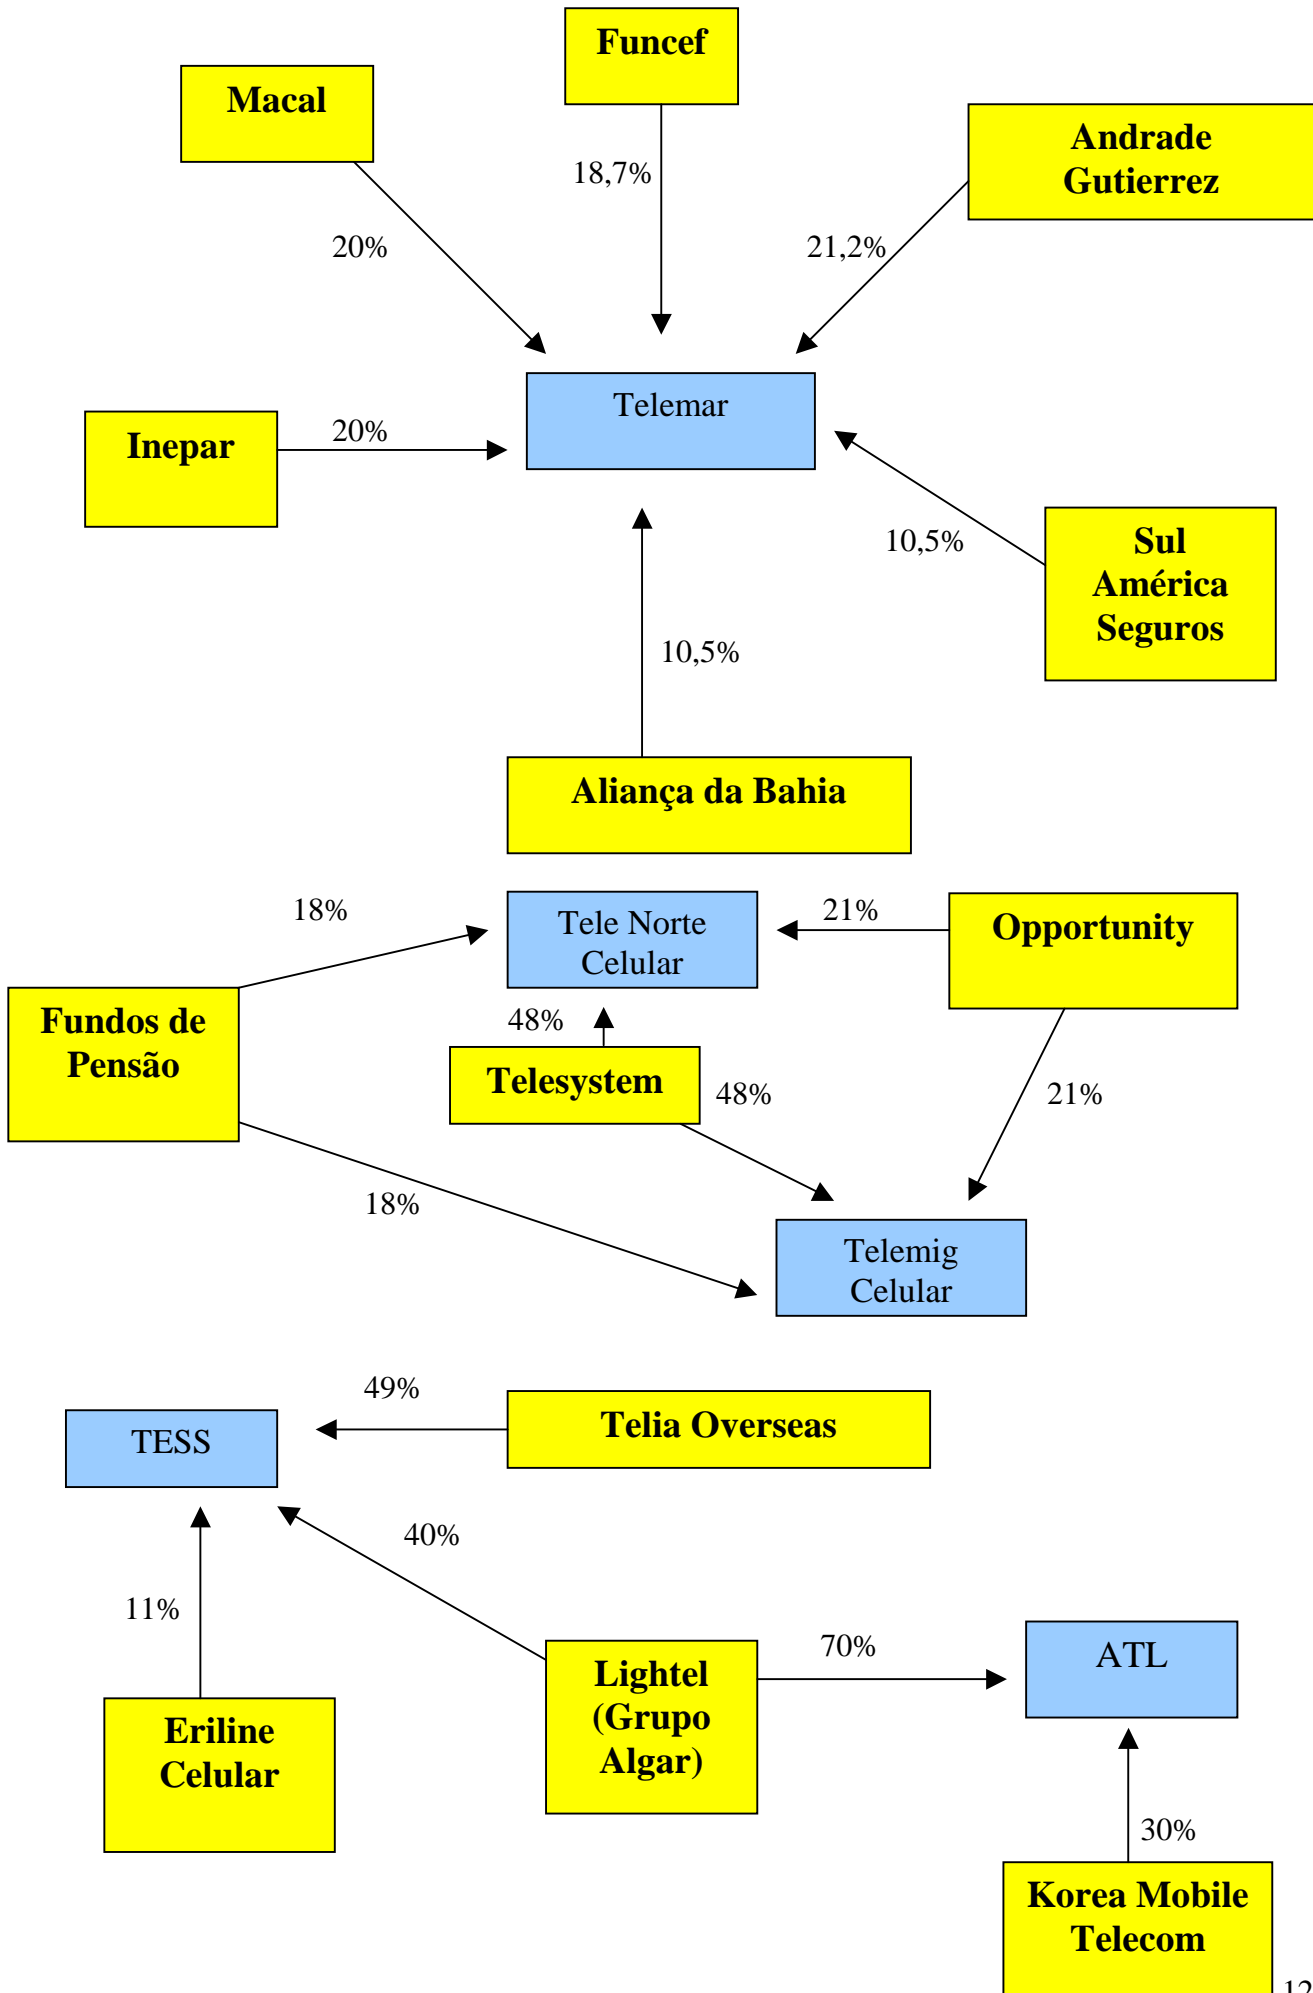 Funcef
Macal
Andrade
Gutierrez
18,7%
20%
21,2%
Telemar
Inepar
20%
10,5%
Sul
América
Seguros
10,5%
Aliança da Bahia
18%
Tele Norte
Celular
21%
Opportunity
Fundos de
Pensão
48%
Telesystem
48%
21%
18%
Telemig
Celular
49%
Telia Overseas
TESS
40%
11%
70%
ATL
Lightel
(Grupo
Algar)
Eriline
Celular
30%
Korea Mobile
Telecom
12